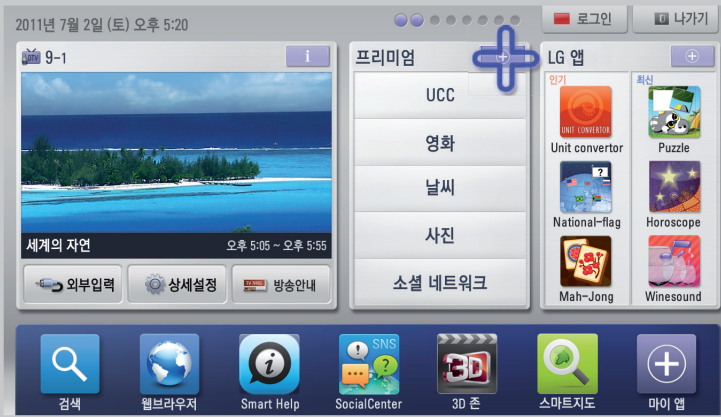 2011년 7월 2일 (토) 오후 5:20
로그인
나가기
DTV 9-1
i
프리미엄
LG 앱
UCC
영화
날씨
사진
소셜 네트워크
인기
최신
UNIT CONVERTOR
Unit convertor
Puzzle
?
National-flag
Horoscope
Mah-Jong
Winesound
세계의 자연
오후 5:05 ~ 오후 5:55
외부입력
상세설정
방송안내
SNS
3D
검색
웹브라우저
Smart Help
SocialCenter
3D 존
스마트지도
마이 앱